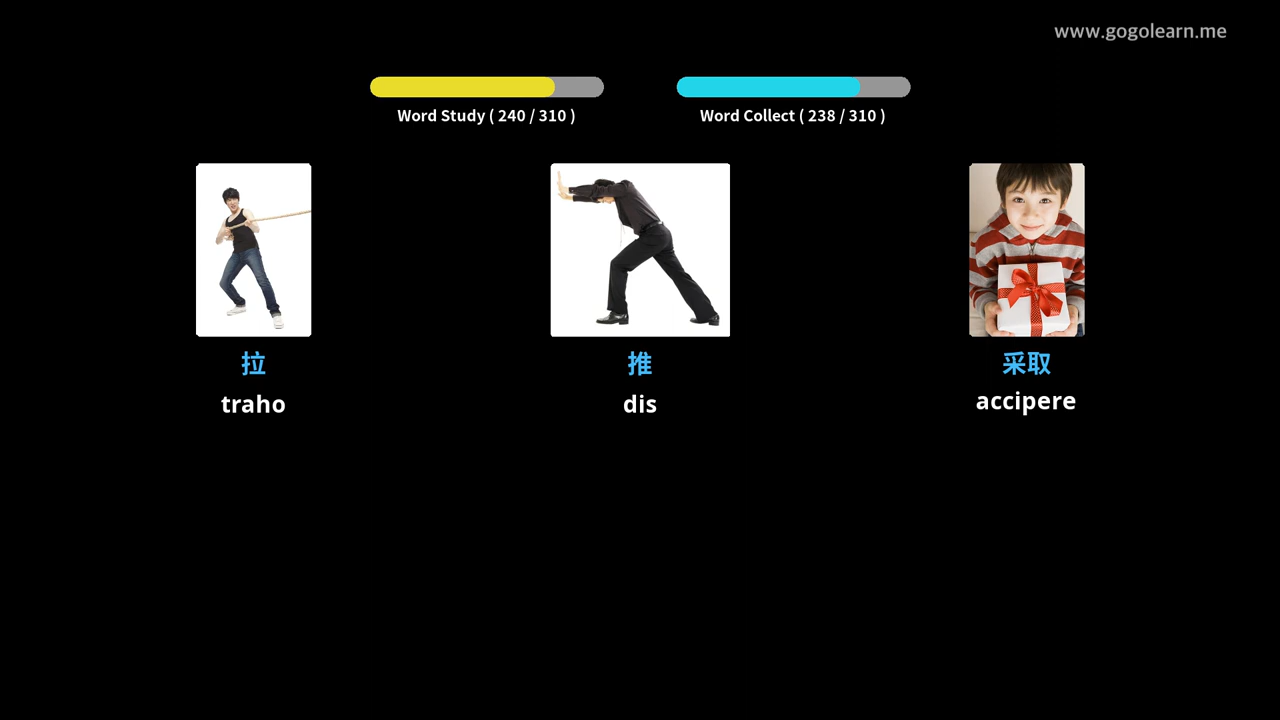 www.gogolearn.me
Word Study ( 240 / 310 )
Word Collect ( 238 / 310 )
拉
推
采取
traho
dis
accipere